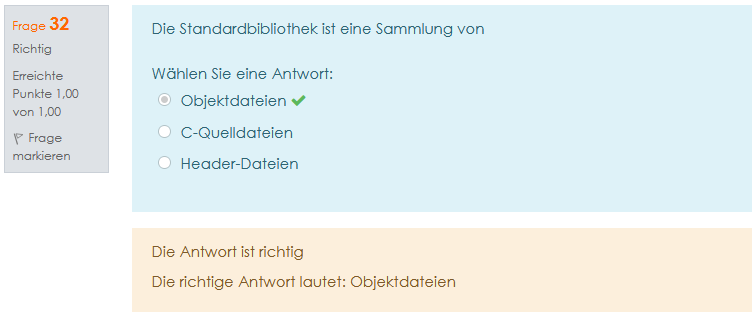 Frage 32
Richtig
Erreichte
Punkte 1,00
von 1,00
Frage
markieren
Die Standardbibliothek ist eine Sammlung von
Wählen Sie eine Antwort:
Objektdateien
C-Quelldateien
Header-Dateien
Die Antwort ist richtig
Die richtige Antwort lautet: Objektdateien